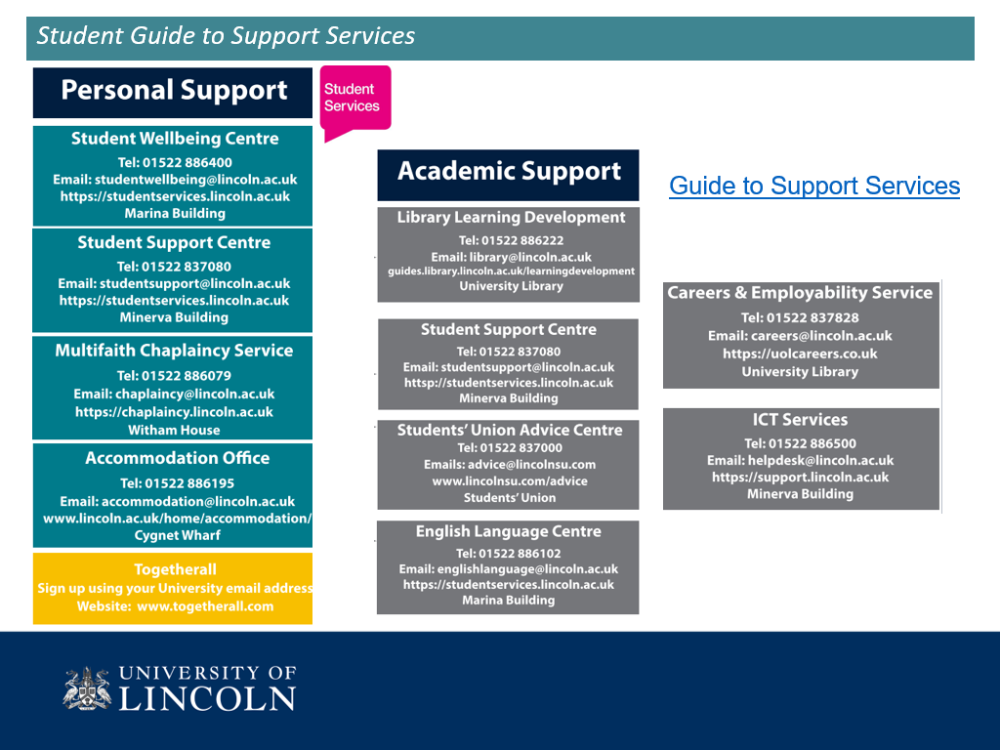 Student Guide to Support Services
Personal Support
Student
Services
Student Wellbeing Centre
Tel: 01522 886400
Email: studentwellbeing@lincoln.ac.uk
https://studentservices.lincoln.ac.uk
Marina Building
Student Support Centre
Tel: 01522 837080
Email: studentsupport@lincoln.ac.uk
https://studentservices.lincoln.ac.uk
Minerva Building
Multifaith Chaplaincy Service
Tel: 01522 886079
Email: chaplaincy@lincoln.ac.uk
https://chaplaincy.lincoln.ac.uk
Witham House
Accommodation Office
Tel: 01522 886195
Email: accommodation@lincoln.ac.uk
www.lincoln.ac.uk/home/accommodation/
Cygnet Wharf
Togetherall
Sign up using your University email address
Website: www.togetherall.com
Academic Support
Library Learning Development
Tel: 01522 886222
Email: library@lincoln.ac.uk
guides.library.lincoln.ac.uk/learningdevelopment
University Library
Student Support Centre
Tel: 01522 837080
Email: studentsupport@lincoln.ac.uk
httsp://studentservices.lincoln.ac.uk
Minerva Building
Students' Union Advice Centre
Tel: 01522 837000
Emails: advice@lincolnsu.com
www.lincolnsu.com/advice
Students' Union
English Language Centre
Tel: 01522 886102
Email: englishlanguage@lincoln.ac.uk
https://studentservices.lincoln.ac.uk
Marina Building
Guide to Support Services
Careers & Employability Service
Tel: 01522 837828
Email: careers@lincoln.ac.uk
https://uolcareers.co.uk
University Library
ICT Services
Tel: 01522 886500
Email: helpdesk@lincoln.ac.uk
https://support.lincoln.ac.uk
Minerva Building
UNIVERSITY OF
LINCOLN